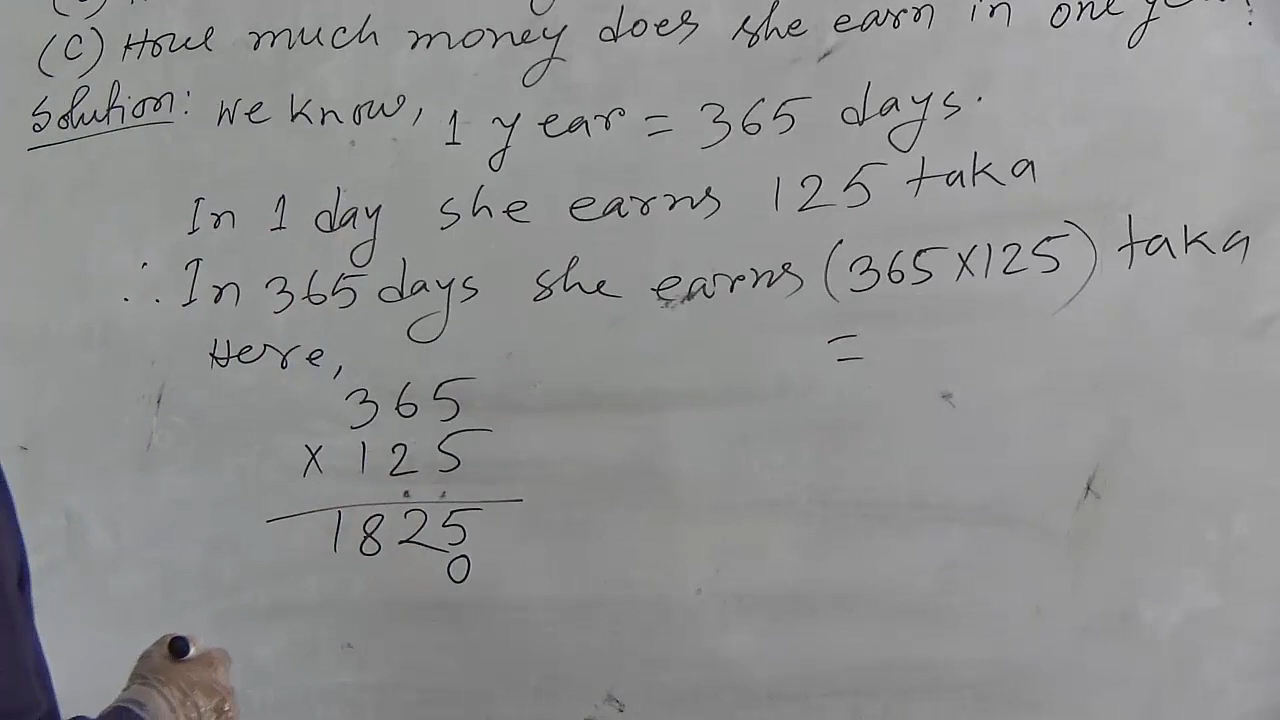 (C) How much money does she earn in one
Solution: We know, 1 year = 365 days.
In 1 day she earns 125 taka
∴ In 365 days she earns (365×125) taka
Here, =
365
× 125
1825
0